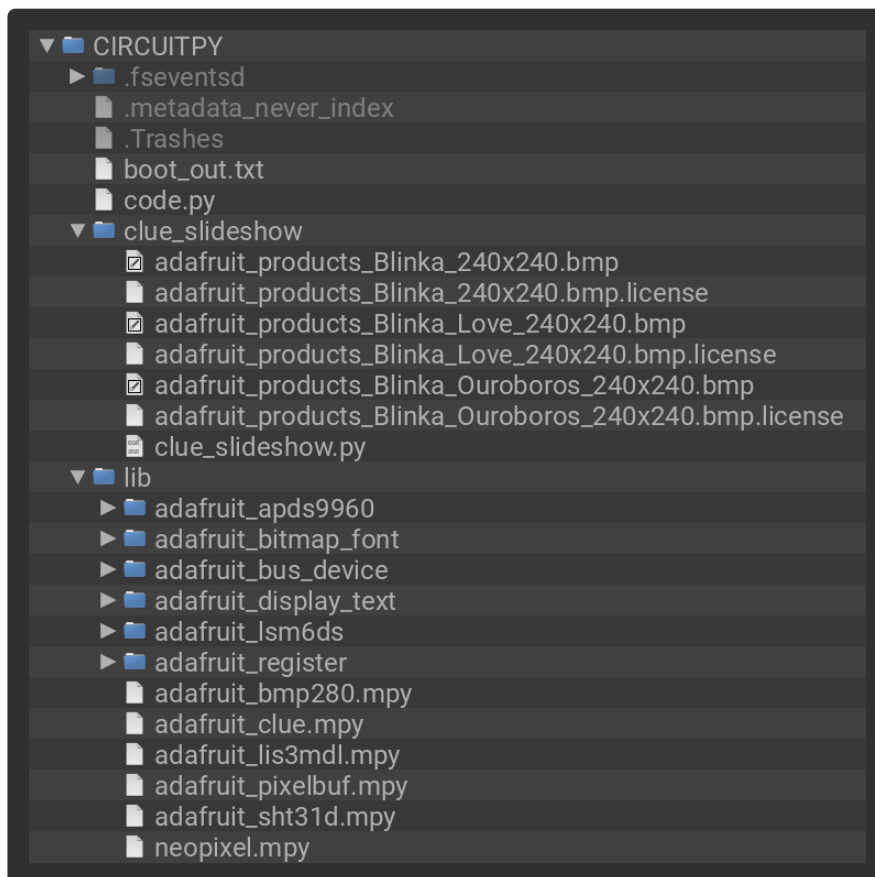 CIRCUITPY
.fseventsd
.metadata_never_index
.Trashes
boot_out.txt
code.py
clue_slideshow
adafruit_products_Blinka_240x240.bmp
adafruit_products_Blinka_240x240.bmp.license
adafruit_products_Blinka_Love_240x240.bmp
adafruit_products_Blinka_Love_240x240.bmp.license
adafruit_products_Blinka_Ouroboros_240x240.bmp
adafruit_products_Blinka_Ouroboros_240x240.bmp.license
clue_slideshow.py
lib
adafruit_apds9960
adafruit_bitmap_font
adafruit_bus_device
adafruit_display_text
adafruit_lsm6ds
adafruit_register
adafruit_bmp280.mpy
adafruit_clue.mpy
adafruit_lis3mdl.mpy
adafruit_pixelbuf.mpy
adafruit_sht31d.mpy
neopixel.mpy